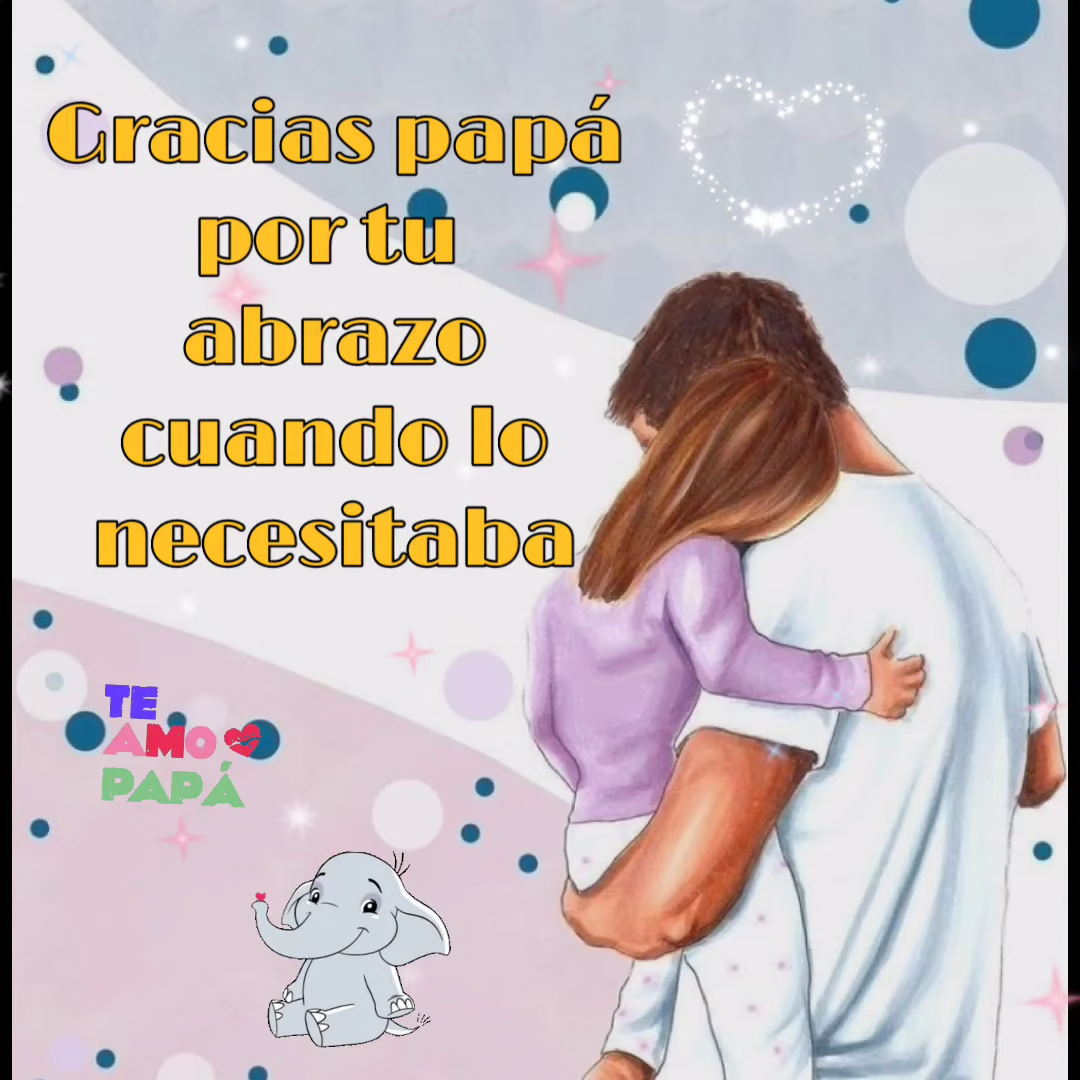 Gracias papá
por tu
abrazo
cuando lo
necesitaba
TE
AMO
PAPÁ